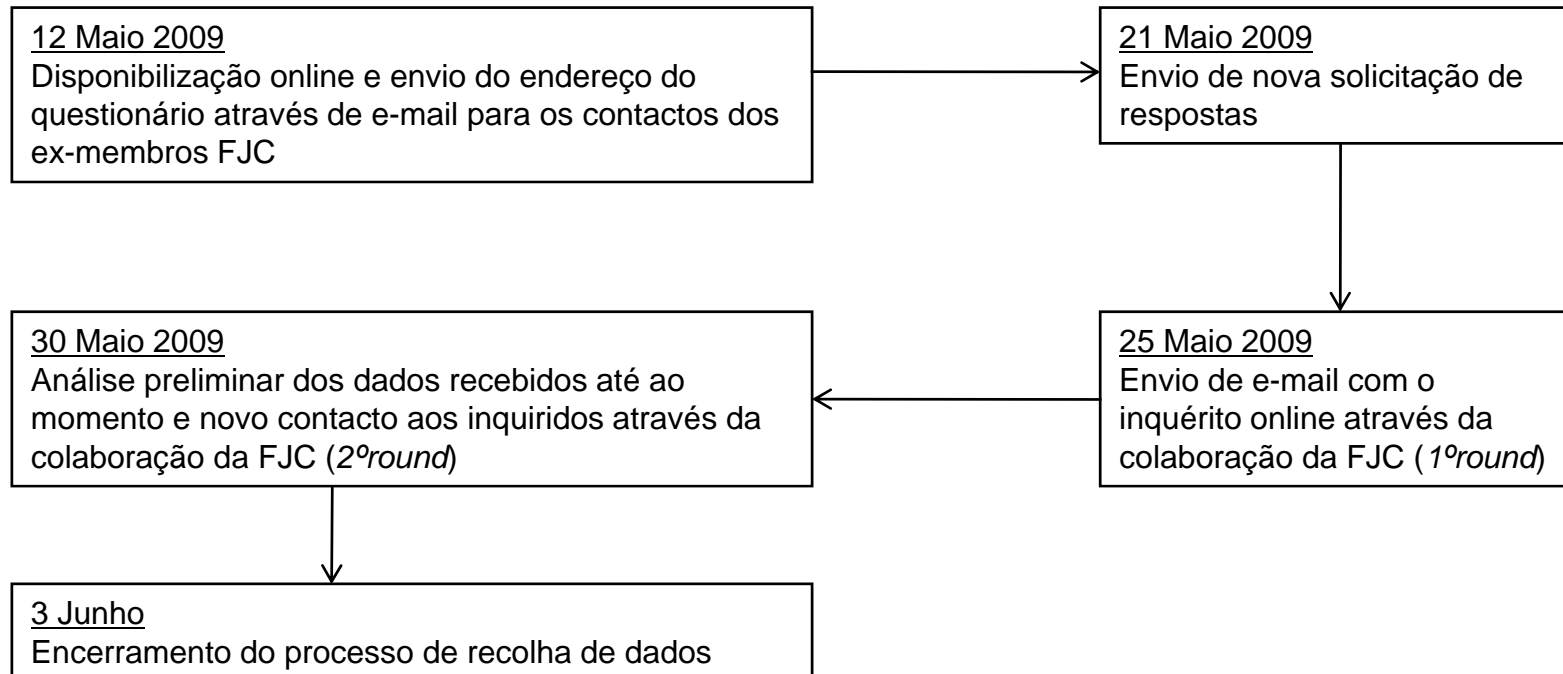 12 Maio 2009
Disponibilização online e envio do endereço do
questionário através de e-mail para os contactos dos
ex-membros FJC
21 Maio 2009
Envio de nova solicitação de
respostas
25 Maio 2009
Envio de e-mail com o
inquérito online através da
colaboração da FJC (1ºround)
30 Maio 2009
Análise preliminar dos dados recebidos até ao
momento e novo contacto aos inquiridos através da
colaboração da FJC (2ºround)
3 Junho
Encerramento do processo de recolha de dados